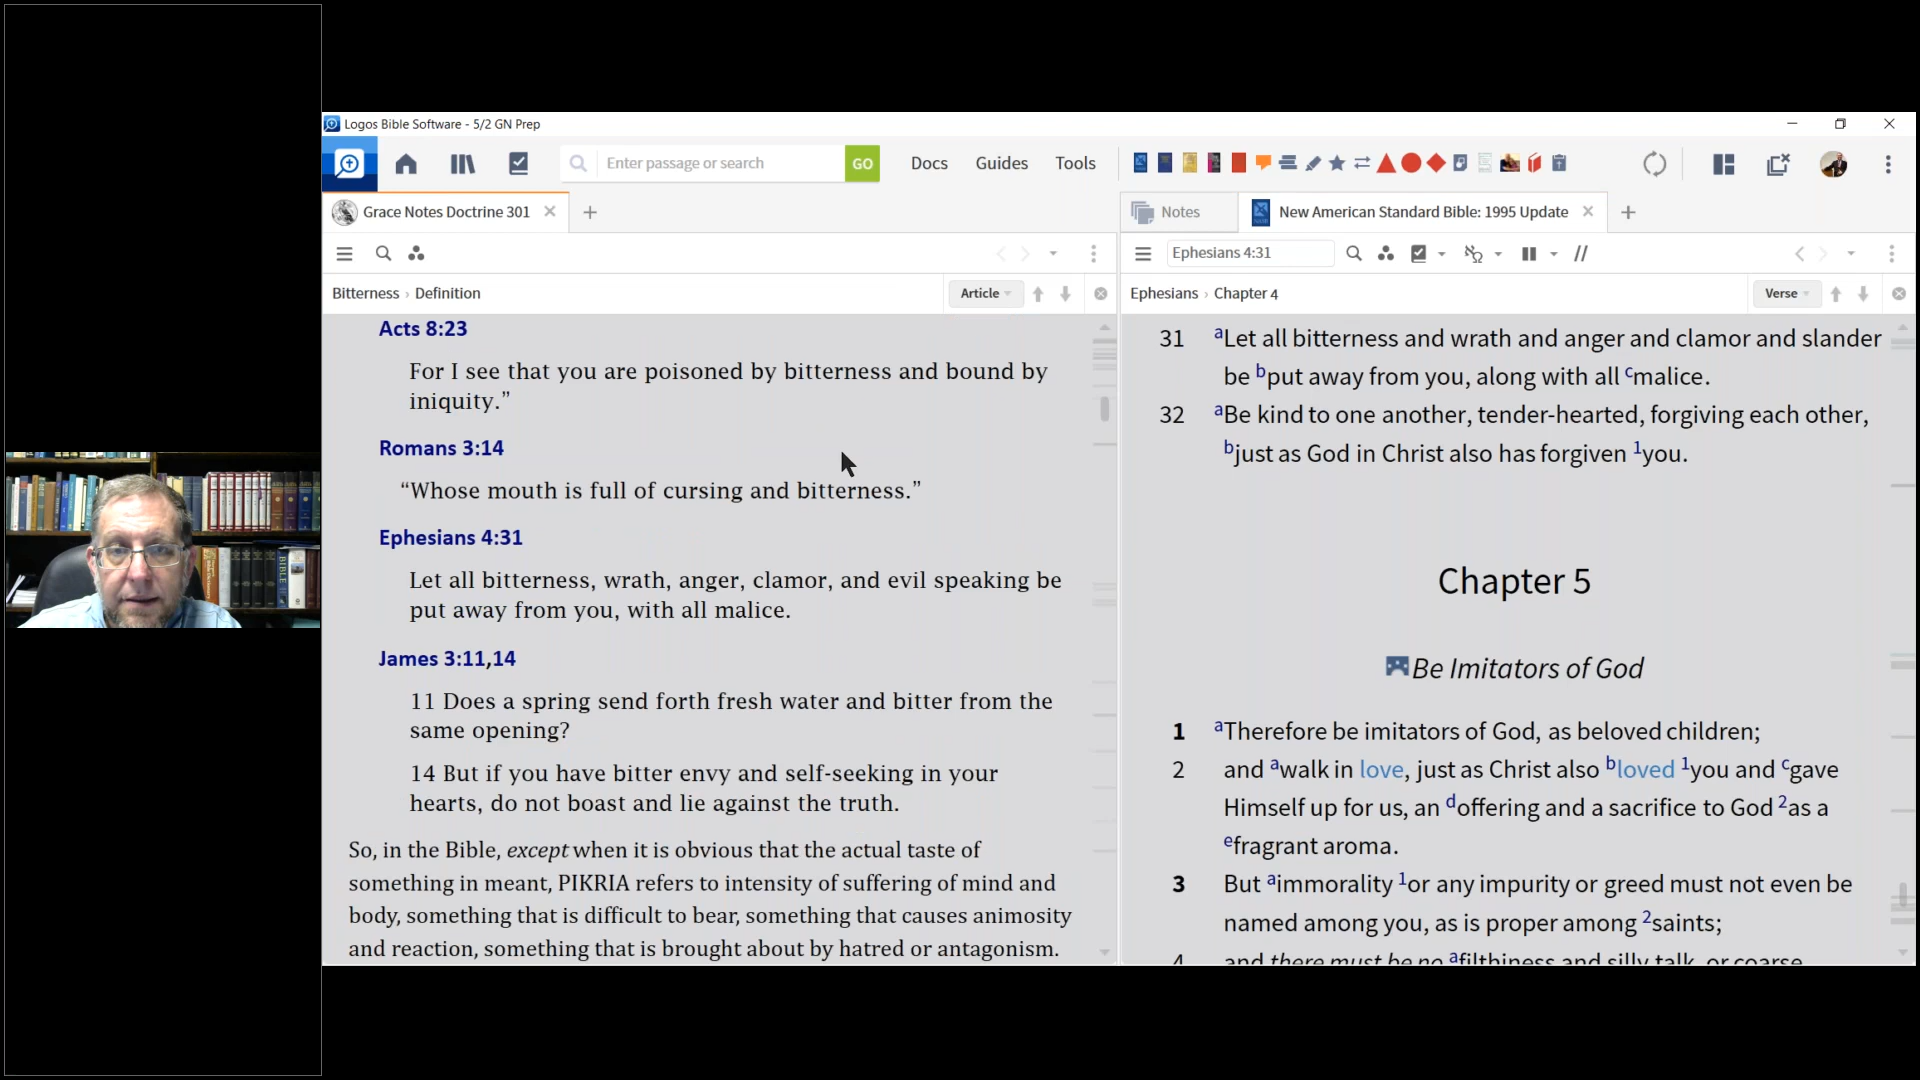 Logos Bible Software - 5/2 GN Prep
Enter passage or search
GO
Docs
Guides
Tools
Grace Notes Doctrine 301
Bitterness › Definition
Article
Acts 8:23
For I see that you are poisoned by bitterness and bound by
iniquity.”
Romans 3:14
“Whose mouth is full of cursing and bitterness.”
Ephesians 4:31
Let all bitterness, wrath, anger, clamor, and evil speaking be
put away from you, with all malice.
James 3:11,14
11 Does a spring send forth fresh water and bitter from the
same opening?
14 But if you have bitter envy and self-seeking in your
hearts, do not boast and lie against the truth.
So, in the Bible, except when it is obvious that the actual taste of
something in meant, PIKRIA refers to intensity of suffering of mind and
body, something that is difficult to bear, something that causes animosity
and reaction, something that is brought about by hatred or antagonism.
Notes
New American Standard Bible: 1995 Update
Ephesians 4:31
Ephesians › Chapter 4
Verse
31 aLet all bitterness and wrath and anger and clamor and slander
be bput away from you, along with all cmalice.
32 aBe kind to one another, tender-hearted, forgiving each other,
bjust as God in Christ also has forgiven 1you.
Chapter 5
Be Imitators of God
1 aTherefore be imitators of God, as beloved children;
2 and awalk in love, just as Christ also bloved 1you and cgave
Himself up for us, an doffering and a sacrifice to God 2as a
efragrant aroma.
3 But aimmorality 1or any impurity or greed must not even be
named among you, as is proper among 2saints;
4 and there must be no afilthiness and silly talk, or coarse
BIBLE